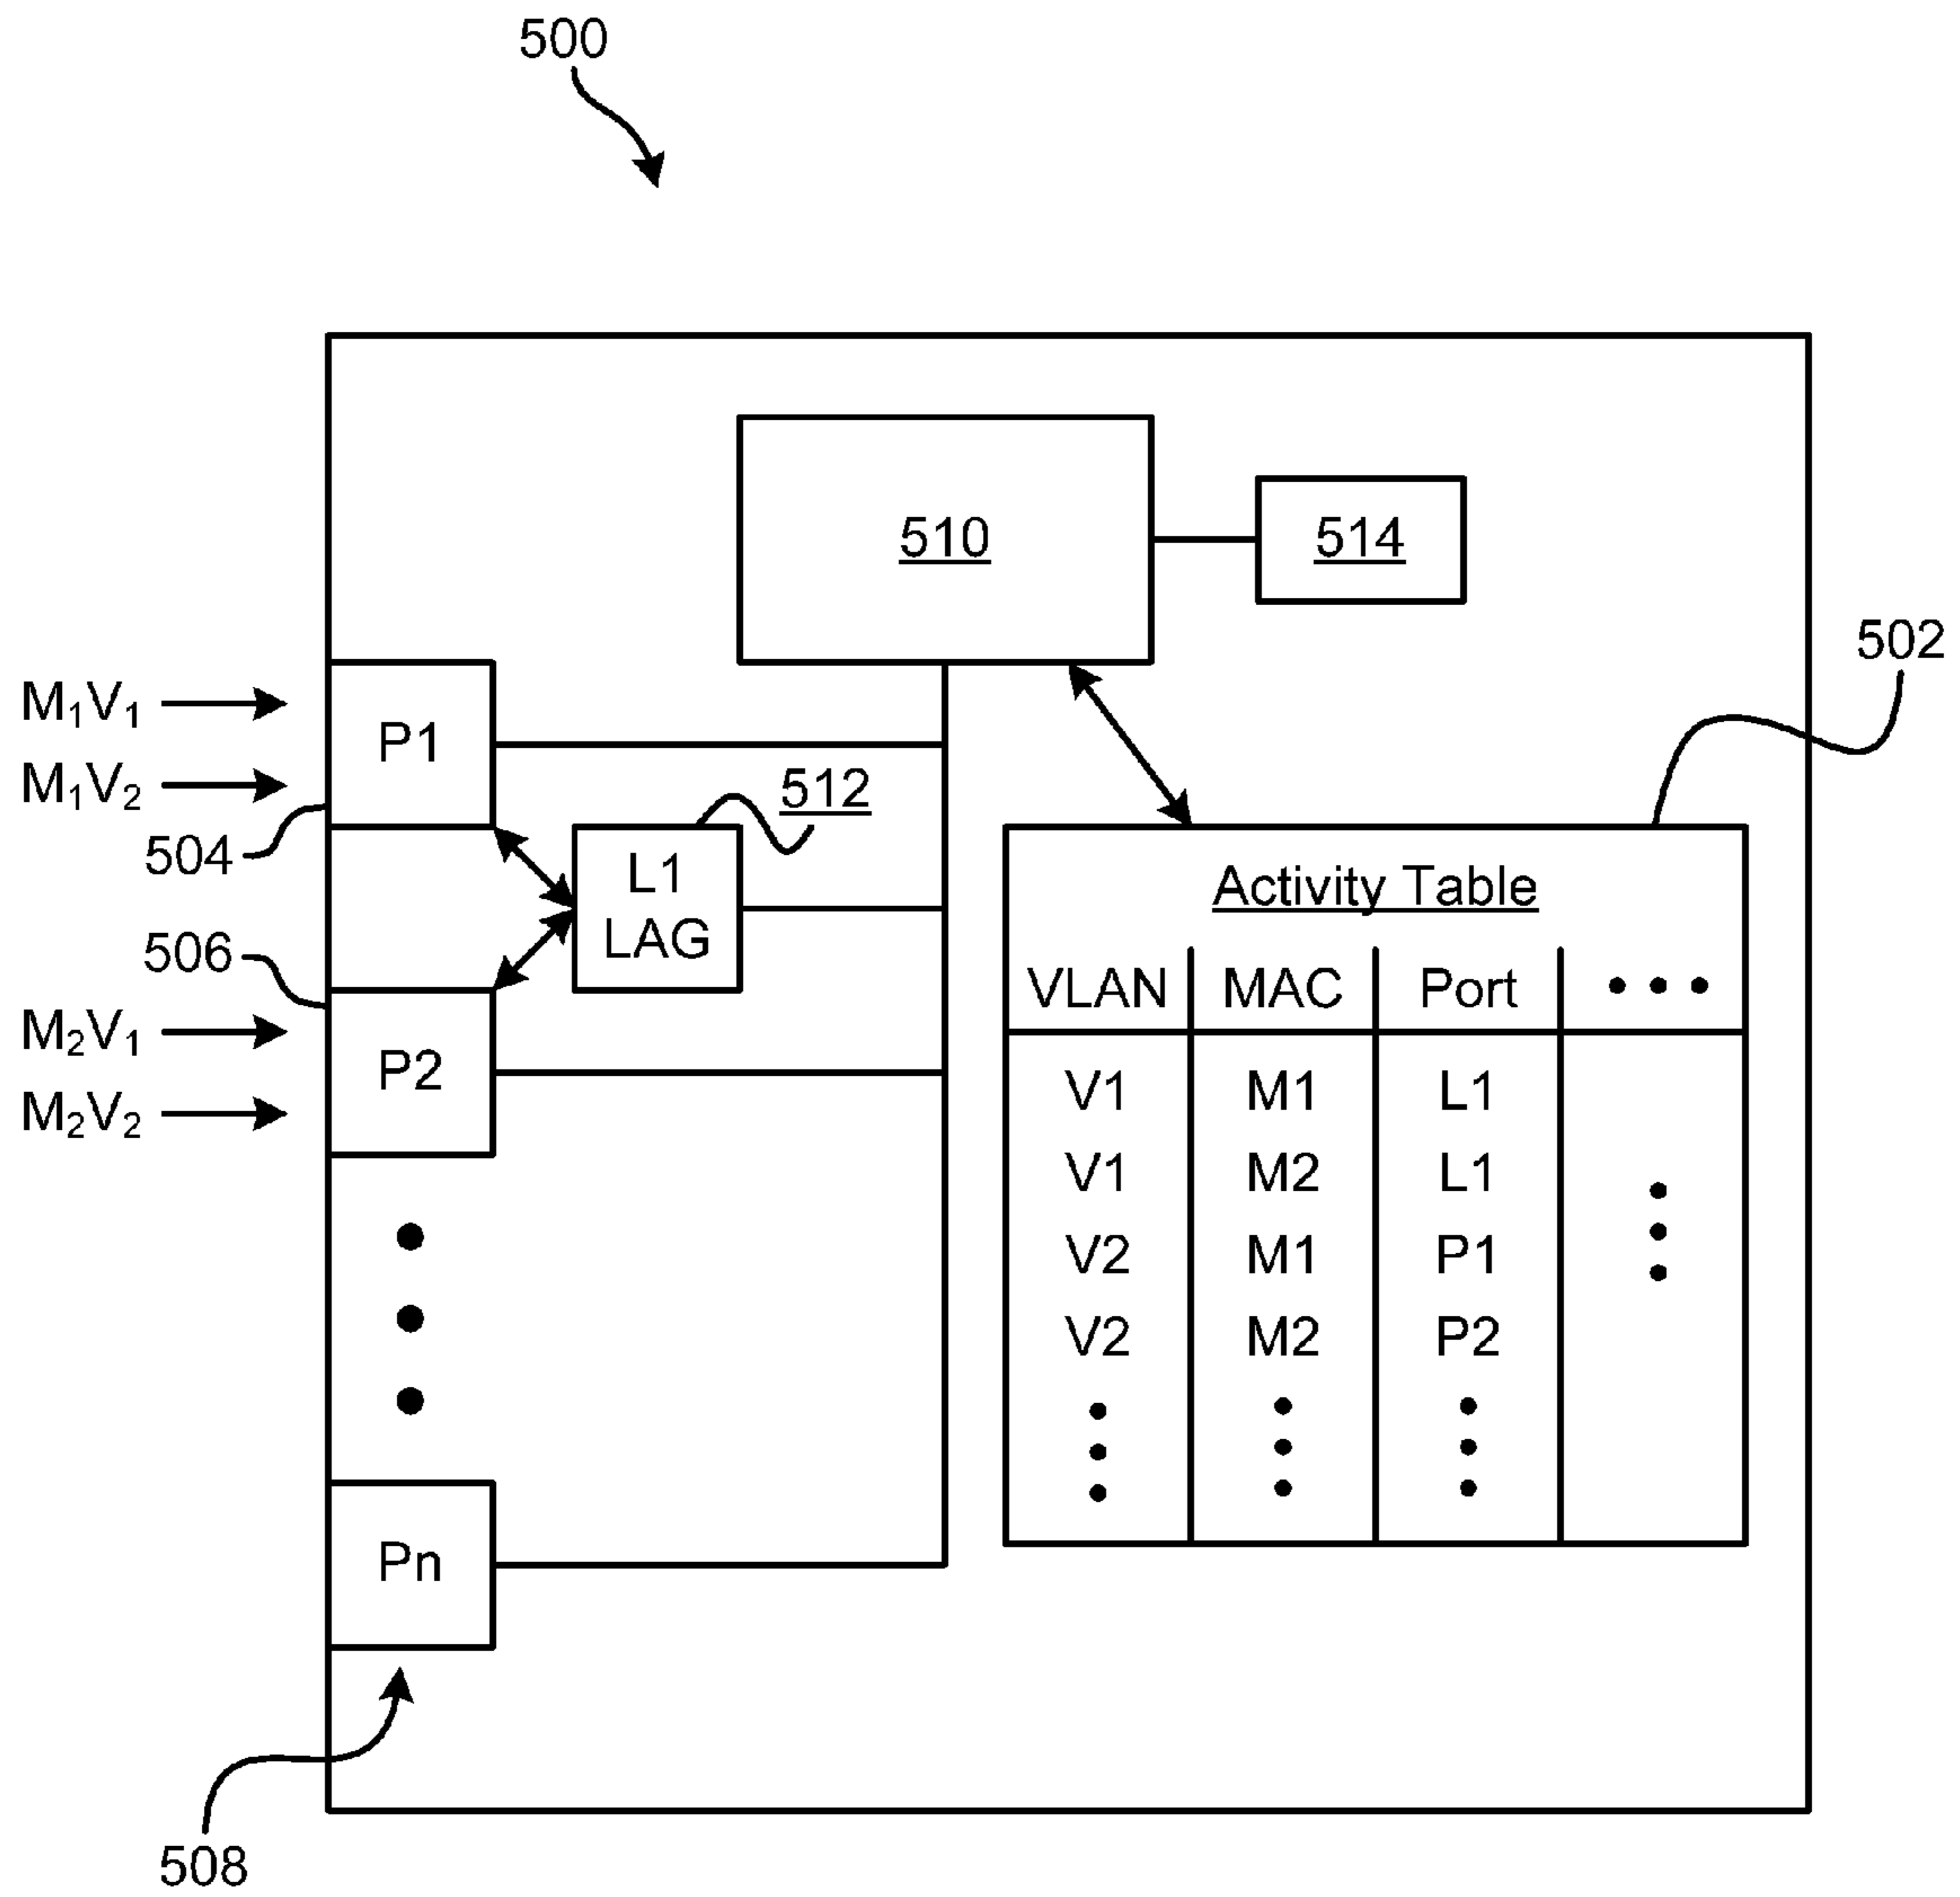 500
510
514
502
M₁V₁
P1
M₁V₂
512
504
L1
LAG
Activity Table
506
VLAN MAC Port • • •
M₂V₁
P2
M₂V₂
V1 M1 L1
V1 M2 L1
V2 M1 P1
V2 M2 P2
Pn
508